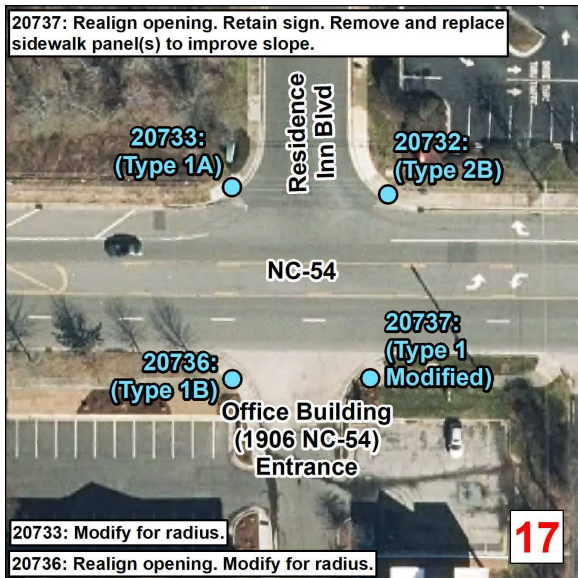 20737: Realign opening. Retain sign. Remove and replace
sidewalk panel(s) to improve slope.
20733:
(Type 1A)
Residence
Inn Blvd
20732:
(Type 2B)
NC-54
20736:
(Type 1B)
20737:
(Type 1
Modified)
Office Building
(1906 NC-54)
Entrance
20733: Modify for radius.
20736: Realign opening. Modify for radius.
17